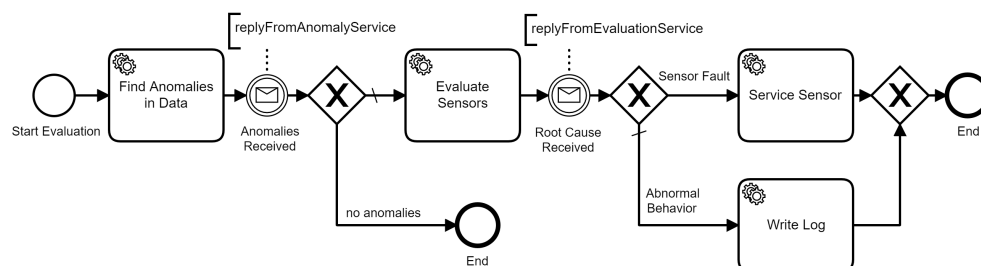 replyFromAnomalyService
replyFromEvaluationService
Start Evaluation
Find Anomalies
in Data
Anomalies
Received
Evaluate
Sensors
Root Cause
Received
Sensor Fault
Service Sensor
End
no anomalies
End
Abnormal
Behavior
Write Log